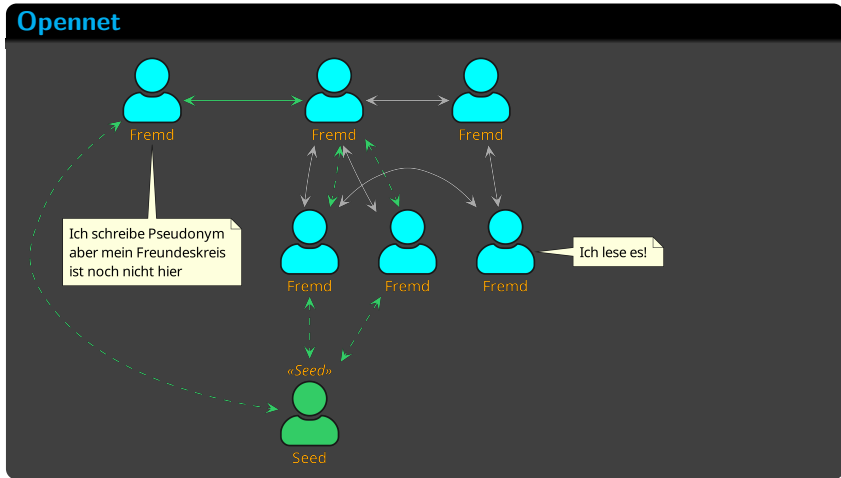 Opennet
Fremd
Fremd
Fremd
Ich schreibe Pseudonym
aber mein Freundeskreis
ist noch nicht hier
Ich lese es!
Fremd
Fremd
Fremd
«Seed»
Seed